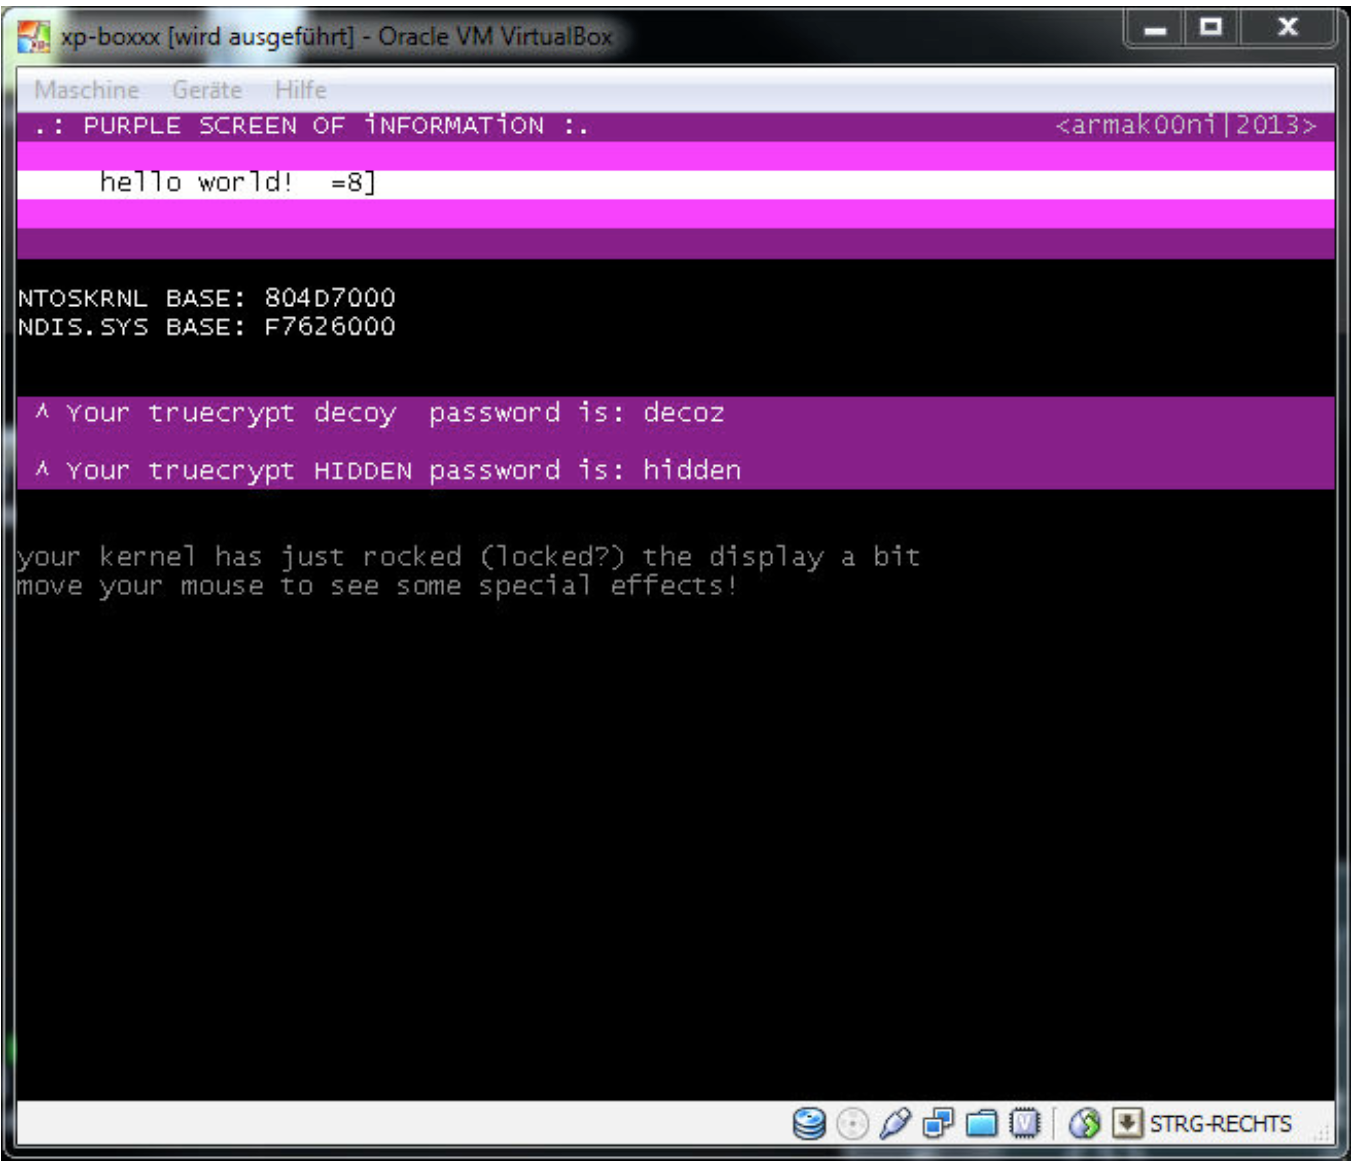 xp-boxxx [wird ausgeführt] - Oracle VM VirtualBox
Maschine Geräte Hilfe
.: PURPLE SCREEN OF iNFORMATiON :. <armak00ni|2013>
hello world! =8]
NTOSKRNL BASE: 804D7000
NDIS.SYS BASE: F7626000
^ Your truecrypt decoy password is: decoz
^ Your truecrypt HIDDEN password is: hidden
your kernel has just rocked (locked?) the display a bit
move your mouse to see some special effects!
STRG-RECHTS